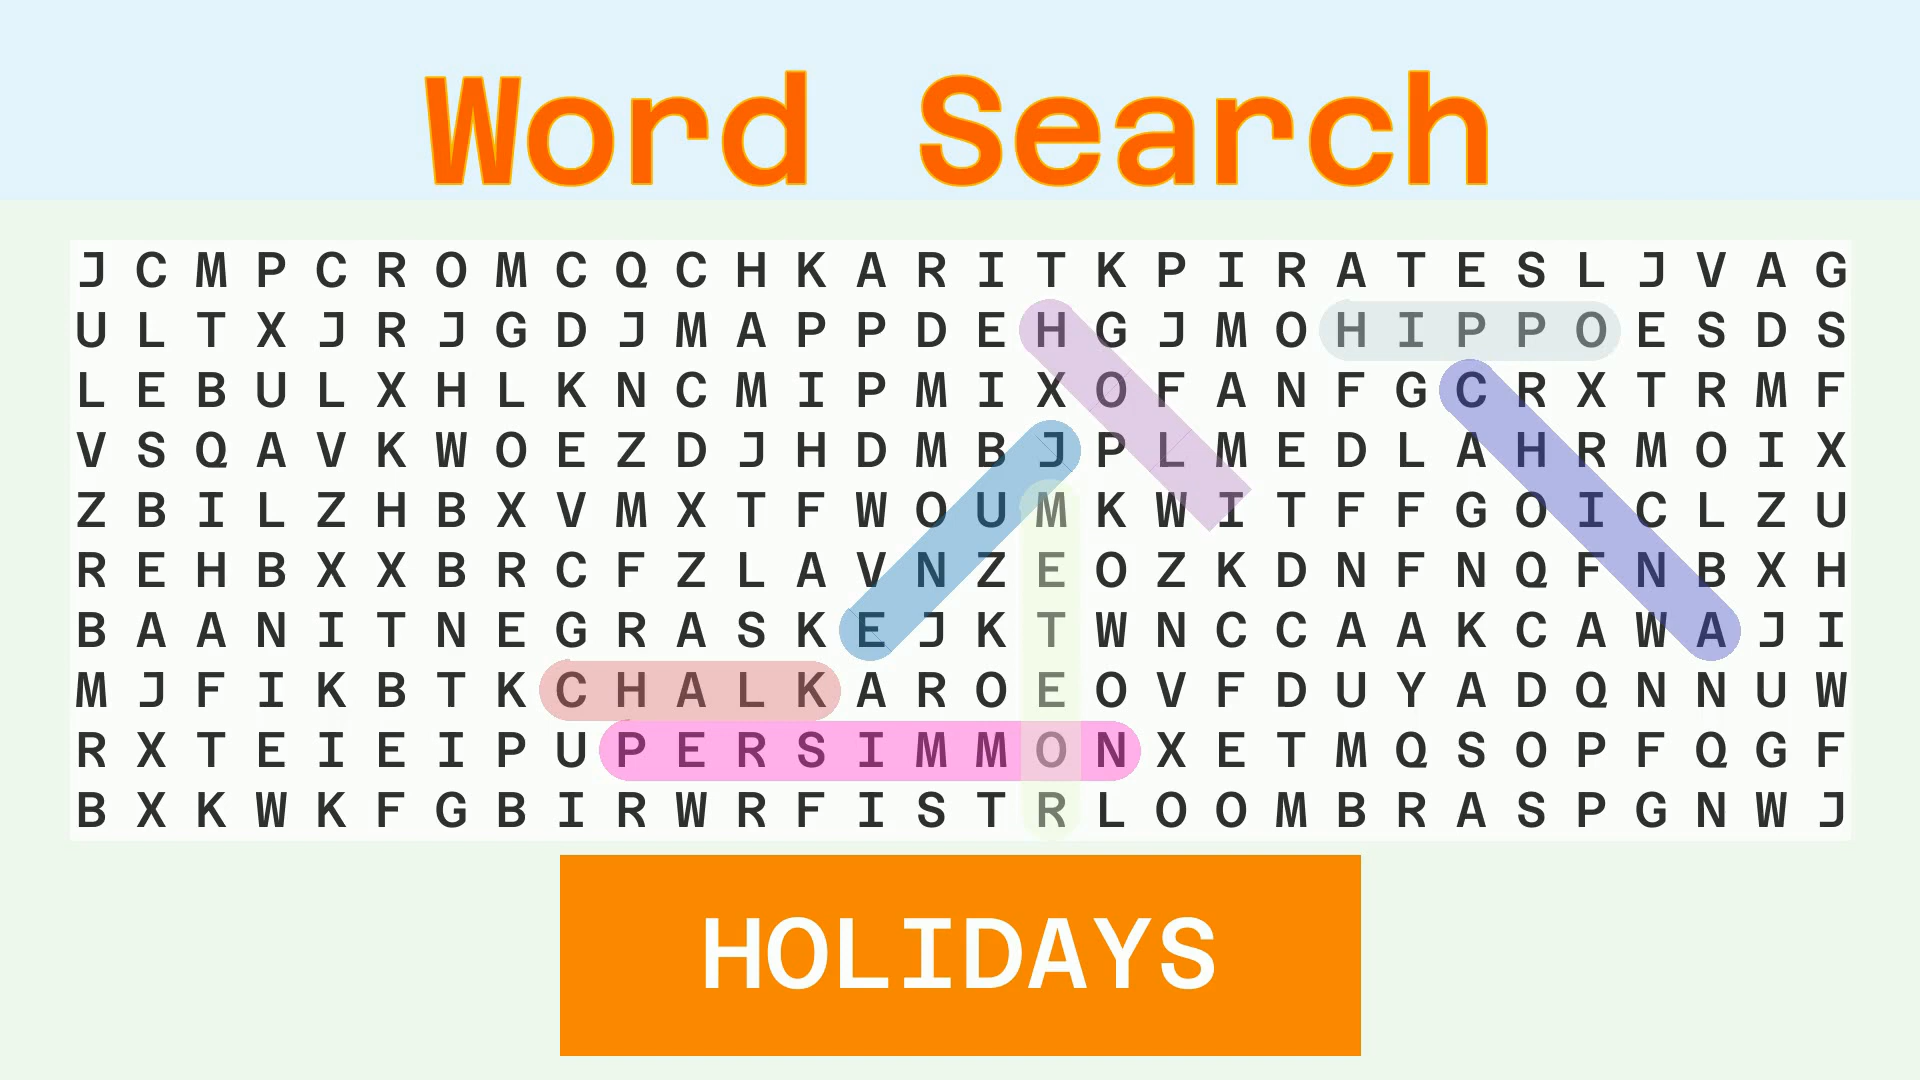 Word Search
J C M P C R O M C Q C H K A R I T K P I R A T E S L J V A G
U L T X J R J G D J M A P P D E H G J M O H I P P O E S D S
L E B U L X H L K N C M I P M I X O F A N F G C R X T R M F
V S Q A V K W O E Z D J H D M B J P L M E D L A H R M O I X
Z B I L Z H B X V M X T F W O U M K W I T F F G O I C L Z U
R E H B X X B R C F Z L A V N Z E O Z K D N F N Q F N B X H
B A A N I T N E G R A S K E J K T W N C C A A K C A W A J I
M J F I K B T K C H A L K A R O E O V F D U Y A D Q N N U W
R X T E I E I P U P E R S I M M O N X E T M Q S O P F Q G F
B X K W K F G B I R W R F I S T R L O O M B R A S P G N W J
HOLIDAYS